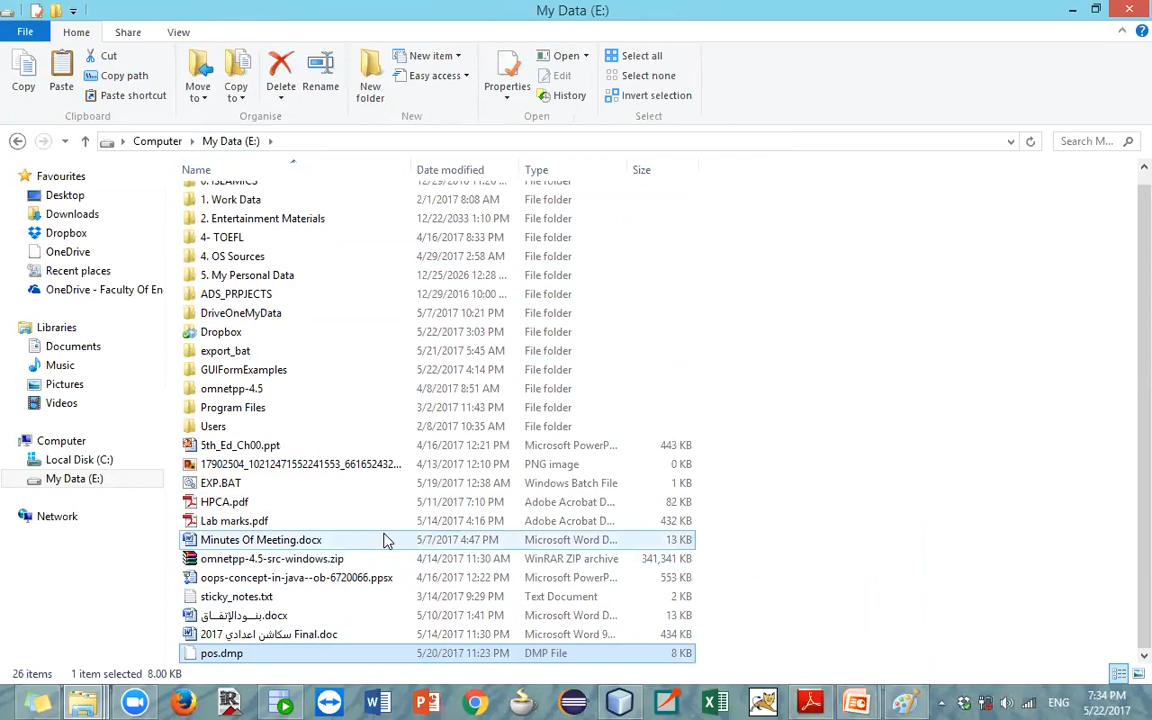 My Data (E:)
File Home Share View
Copy
Paste
Cut
Copy path
Paste shortcut
Clipboard
Move to
Copy to
Delete
Rename
Organise
New folder
New item
Easy access
New
Properties
Open
Edit
History
Open
Select all
Select none
Invert selection
Select
Computer My Data (E:) Search M...
Name Date modified Type Size
Favourites
Desktop
Downloads
Dropbox
OneDrive
Recent places
OneDrive - Faculty Of En
Libraries
Documents
Music
Pictures
Videos
Computer
Local Disk (C:)
My Data (E:)
Network
File folder
1. Work Data 2/1/2017 8:08 AM File folder
2. Entertainment Materials 12/22/2033 1:10 PM File folder
4- TOEFL 4/16/2017 8:33 PM File folder
4. OS Sources 4/29/2017 2:58 AM File folder
5. My Personal Data 12/25/2026 12:28 ... File folder
ADS_PRPJECTS 12/29/2016 10:00 ... File folder
DriveOneMyData 5/7/2017 10:21 PM File folder
Dropbox 5/22/2017 3:03 PM File folder
export_bat 5/21/2017 5:45 AM File folder
GUIFormExamples 5/22/2017 4:14 PM File folder
omnetpp-4.5 4/8/2017 8:51 AM File folder
Program Files 3/2/2017 11:43 PM File folder
Users 2/8/2017 10:35 AM File folder
5th_Ed_Ch00.ppt 4/16/2017 12:21 PM Microsoft PowerP... 443 KB
17902504_10212471552241553_661652432... 4/13/2017 12:10 PM PNG image 0 KB
EXP.BAT 5/19/2017 12:38 AM Windows Batch File 1 KB
HPCA.pdf 5/11/2017 7:10 PM Adobe Acrobat D... 82 KB
Lab marks.pdf 5/14/2017 4:16 PM Adobe Acrobat D... 432 KB
Minutes Of Meeting.docx 5/7/2017 4:47 PM Microsoft Word D... 13 KB
omnetpp-4.5-src-windows.zip 4/14/2017 11:30 AM WinRAR ZIP archive 341,341 KB
oops-concept-in-java--ob-6720066.ppsx 4/16/2017 12:22 PM Microsoft PowerP... 553 KB
sticky_notes.txt 3/14/2017 9:29 PM Text Document 2 KB
بنــودالإتفــاق.docx 5/10/2017 1:41 PM Microsoft Word D... 13 KB
سكاشن اعدادي 2017 Final.doc 5/14/2017 11:30 PM Microsoft Word 9... 434 KB
pos.dmp 5/20/2017 11:23 PM DMP File 8 KB
26 items 1 item selected 8.00 KB
ENG 7:34 PM
5/22/2017